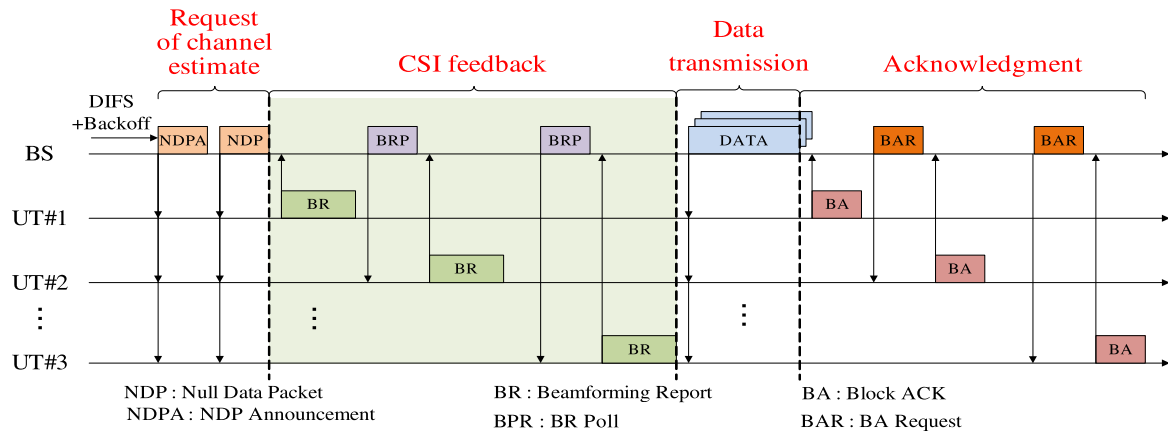 Request
of channel
estimate
CSI feedback
Data
transmission
Acknowledgment
DIFS
+Backoff
BS
NDPA
NDP
BRP
BRP
DATA
BAR
BAR
UT#1
BR
BA
UT#2
BR
BA
UT#3
BR
BA
NDP : Null Data Packet
NDPA : NDP Announcement
BR : Beamforming Report
BPR : BR Poll
BA : Block ACK
BAR : BA Request